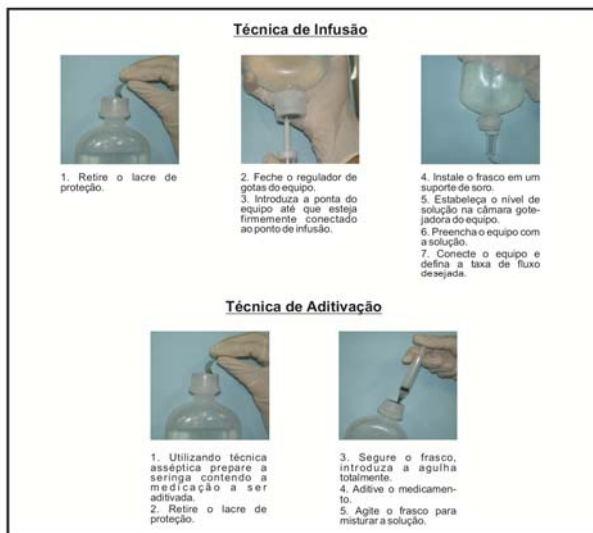 Técnica de Infusão
1. Retire o lacre de
proteção.
2. Feche o regulador de
gotas do equipo.
3. Introduza a ponta do
equipo até que esteja
firmemente conectado
ao ponto de infusão.
4. Instale o frasco em um
suporte de soro.
5. Estabeleça o nível de
solução na câmara gote-
jadora do equipo.
6. Preencha o equipo com
a solução.
7. Conecte o equipo e
defina a taxa de fluxo
desejada.
Técnica de Aditivação
1. Utilizando técnica
asséptica prepare a
seringa contendo a
medicação a ser
aditivada.
2. Retire o lacre de
proteção.
3. Segure o frasco,
introduza a agulha
totalmente.
4. Aditive o medicamen-
to.
5. Agite o frasco para
misturar a solução.